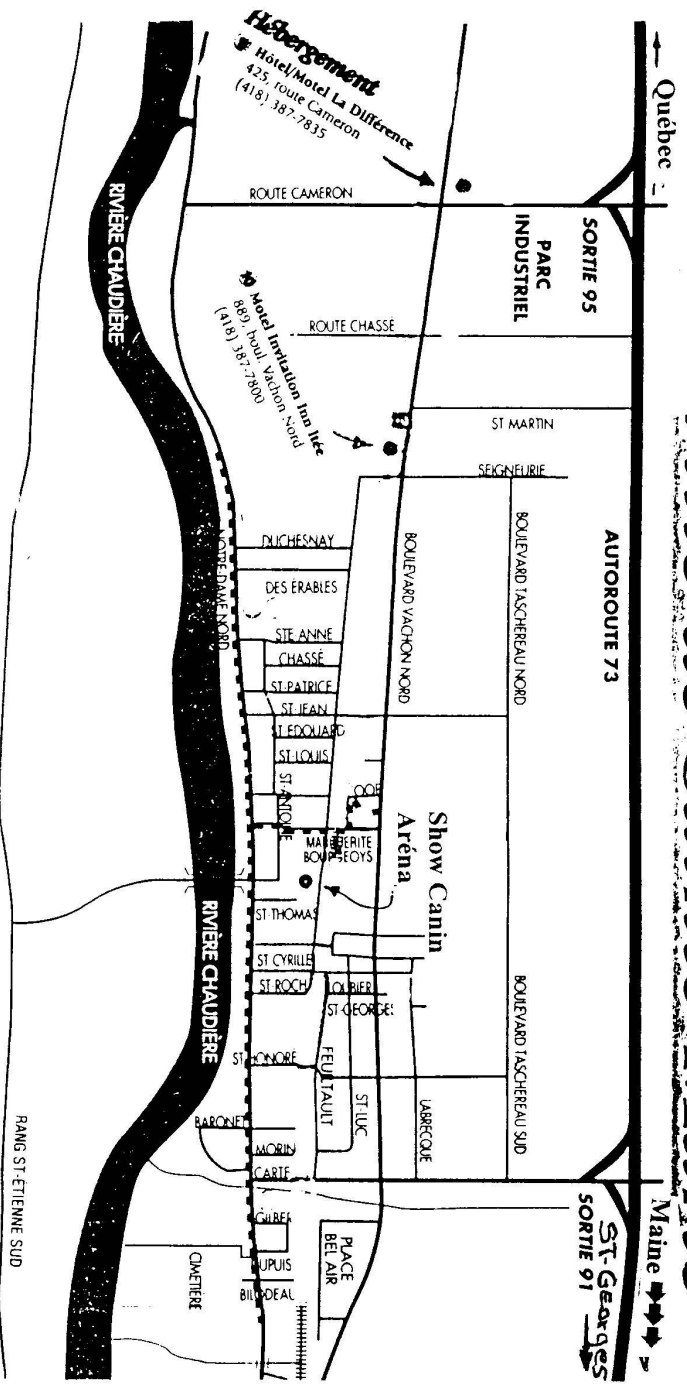 Québec
Maine
ST-GEORGES
SORTIE 91
SORTIE 95
PARC
INDUSTRIEL
AUTOROUTE 73
Hébergement
Hôtel/Motel La Différence
425, route Cameron
(418) 387-7835
ROUTE CAMERON
ROUTE CHASSÉ
Motel Invitation Inn ltée
889, boul. Vachon Nord
(418) 387-7800
ST MARTIN
SEIGNEURIE
BOULEVARD TASCHEREAU NORD
BOULEVARD TASCHEREAU SUD
BOULEVARD VACHON NORD
Show Canin
Aréna
DUCHESNAY
DES ÉRABLES
STE ANNE
CHASSÉ
ST-PATRICE
ST-JEAN
ST EDOUARD
ST-LOUIS
ST-ANTOINE
MARGUERITE
BOURGEOYS
ST-THOMAS
ST CYRILLE
ST-ROCH
LOUBIER
ST-GEORGES
ST-HONORÉ
FEUILTAULT
ST-LUC
LABRECQUE
BARONET
MORIN
CARTE
GILBER
DUPUIS
BILODEAU
PLACE
BEL AIR
CIMETIÈRE
NOTRE-DAME NORD
RIVIÈRE CHAUDIÈRE
RIVIÈRE CHAUDIÈRE
RANG ST-ETIENNE SUD